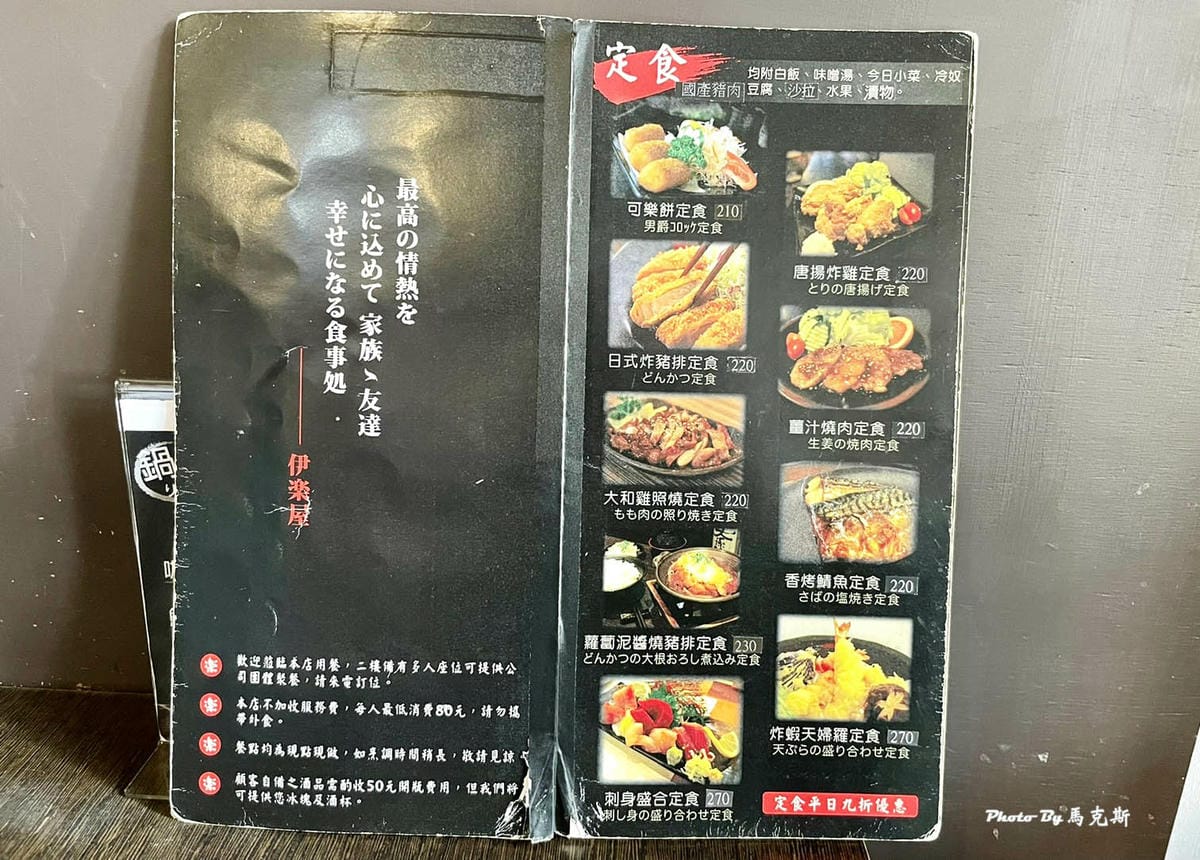 最高の情熱を
心に込めて 家族、友達
幸せになる食事処
伊楽屋
楽
歡迎蒞臨本店用餐，二樓備有多人座位可提供公
司團體聚餐，請來電訂位。
楽
本店不加收服務費，每人最低消費80元，請勿攜
帶外食。
楽
餐點均為現點現做，如烹調時間稍長，敬請見諒
楽
顧客自備之酒品需酌收50元開瓶費用，但我們將
可提供您冰塊及酒杯。
定食
國產豬肉
均附白飯、味噌湯、今日小菜、冷奴
豆腐、沙拉、水果、漬物。
可樂餅定食 210
男爵ｺﾛｯｹ定食
唐揚炸雞定食 220
とりの唐揚げ定食
日式炸豬排定食 220
どんかつ定食
薑汁燒肉定食 220
生姜の焼肉定食
大和雞照燒定食 220
もも肉の照り焼き定食
香烤鯖魚定食 220
さばの塩焼き定食
蘿蔔泥醬燒豬排定食 230
どんかつの大根おろし煮込み定食
炸蝦天婦羅定食 270
天ぷらの盛り合わせ定食
刺身盛合定食 270
刺し身の盛り合わせ定食
定食平日九折優惠
鍋
Photo By 馬克斯